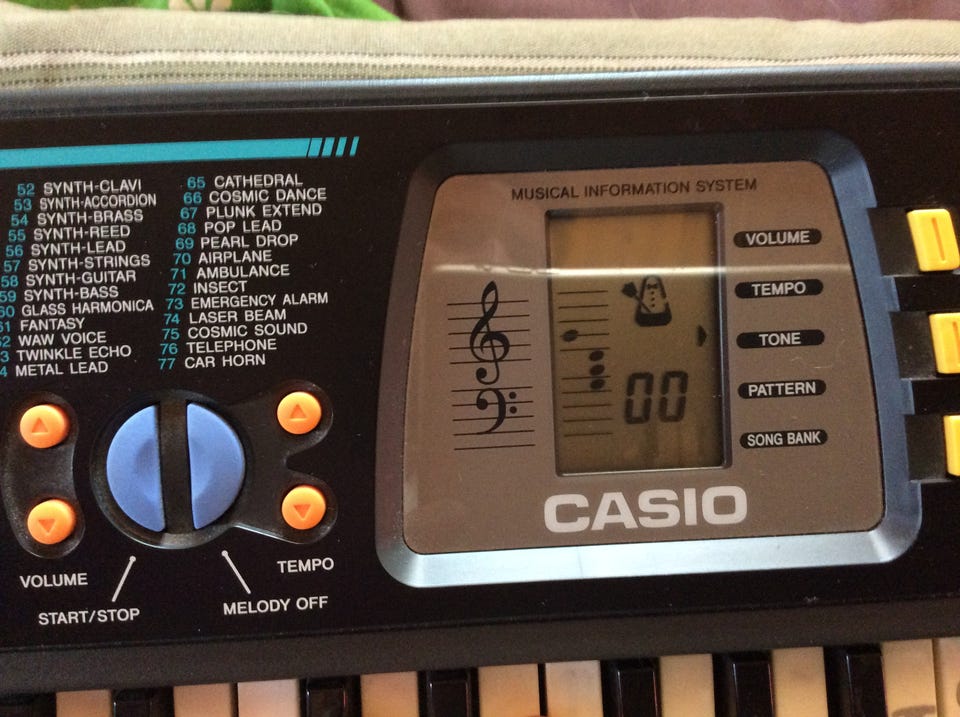 52 SYNTH-CLAVI
53 SYNTH-ACCORDION
54 SYNTH-BRASS
55 SYNTH-REED
56 SYNTH-LEAD
57 SYNTH-STRINGS
58 SYNTH-GUITAR
59 SYNTH-BASS
60 GLASS HARMONICA
61 FANTASY
62 WAW VOICE
3 TWINKLE ECHO
4 METAL LEAD
65 CATHEDRAL
66 COSMIC DANCE
67 PLUNK EXTEND
68 POP LEAD
69 PEARL DROP
70 AIRPLANE
71 AMBULANCE
72 INSECT
73 EMERGENCY ALARM
74 LASER BEAM
75 COSMIC SOUND
76 TELEPHONE
77 CAR HORN
VOLUME
START/STOP
MELODY OFF
TEMPO
MUSICAL INFORMATION SYSTEM
00
VOLUME
TEMPO
TONE
PATTERN
SONG BANK
CASIO